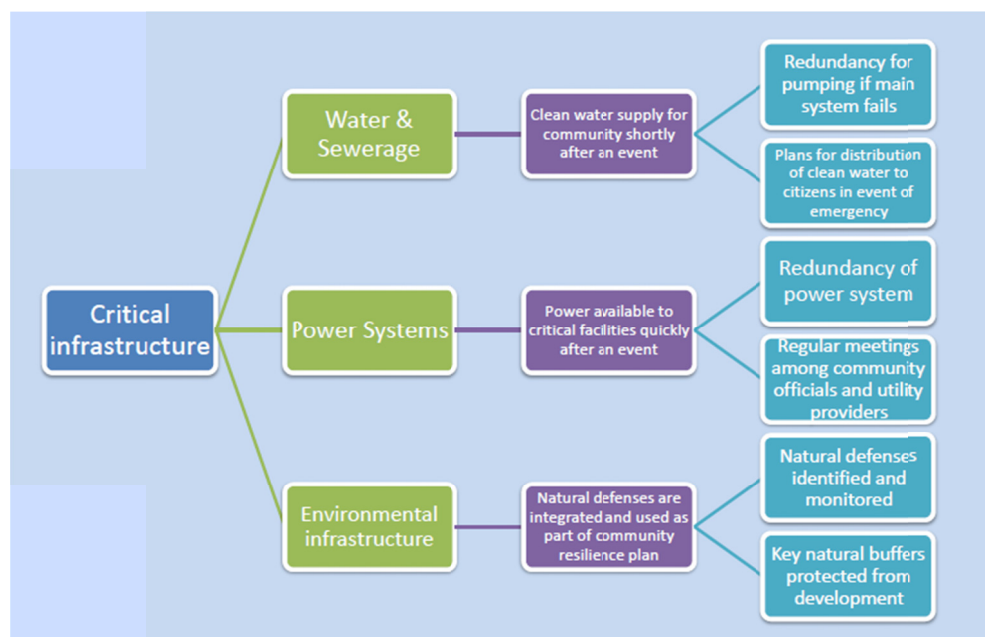 Critical
infrastructure
Water &
Sewerage
Clean water supply for
community shortly
after an event
Redundancy for
pumping if main
system fails
Plans for distribution
of clean water to
citizens in event of
emergency
Power Systems
Power available to
critical facilities quickly
after an event
Redundancy of
power system
Regular meetings
among community
officials and utility
providers
Environmental
infrastructure
Natural defenses are
integrated and used as
part of community
resilience plan
Natural defenses
identified and
monitored
Key natural buffers
protected from
development